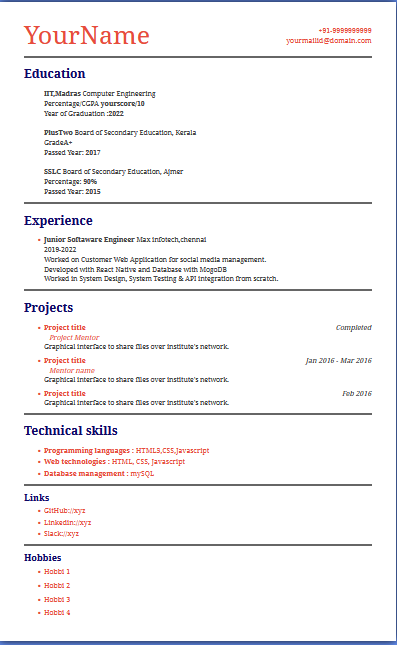 YourName
+91-9999999999
yourmailid@domain.com
Education
IIT,Madras Computer Engineering
Percentage/CGPA yourscore/10
Year of Graduation :2022
PlusTwo Board of Secondary Education, Kerala
GradeA+
Passed Year: 2017
SSLC Board of Secondary Education, Ajmer
Percentage: 90%
Passed Year: 2015
Experience
• Junior Softaware Engineer Max infotech,chennai
2019-2022
Worked on Customer Web Application for social media management.
Developed with React Native and Database with MogoDB
Worked in System Design, System Testing & API integration from scratch.
Projects
• Project title Completed
Project Mentor
Graphical interface to share files over institute's network.
• Project title Jan 2016 - Mar 2016
Mentor name
Graphical interface to share files over institute's network.
• Project title Feb 2016
Graphical interface to share files over institute's network.
Technical skills
• Programming languages : HTML5,CSS,Javascript
• Web technologies : HTML, CSS, Javascript
• Database management : mySQL
Links
• GitHub://xyz
• Linkedin://xyz
• Slack://xyz
Hobbies
• Hobbi 1
• Hobbi 2
• Hobbi 3
• Hobbi 4